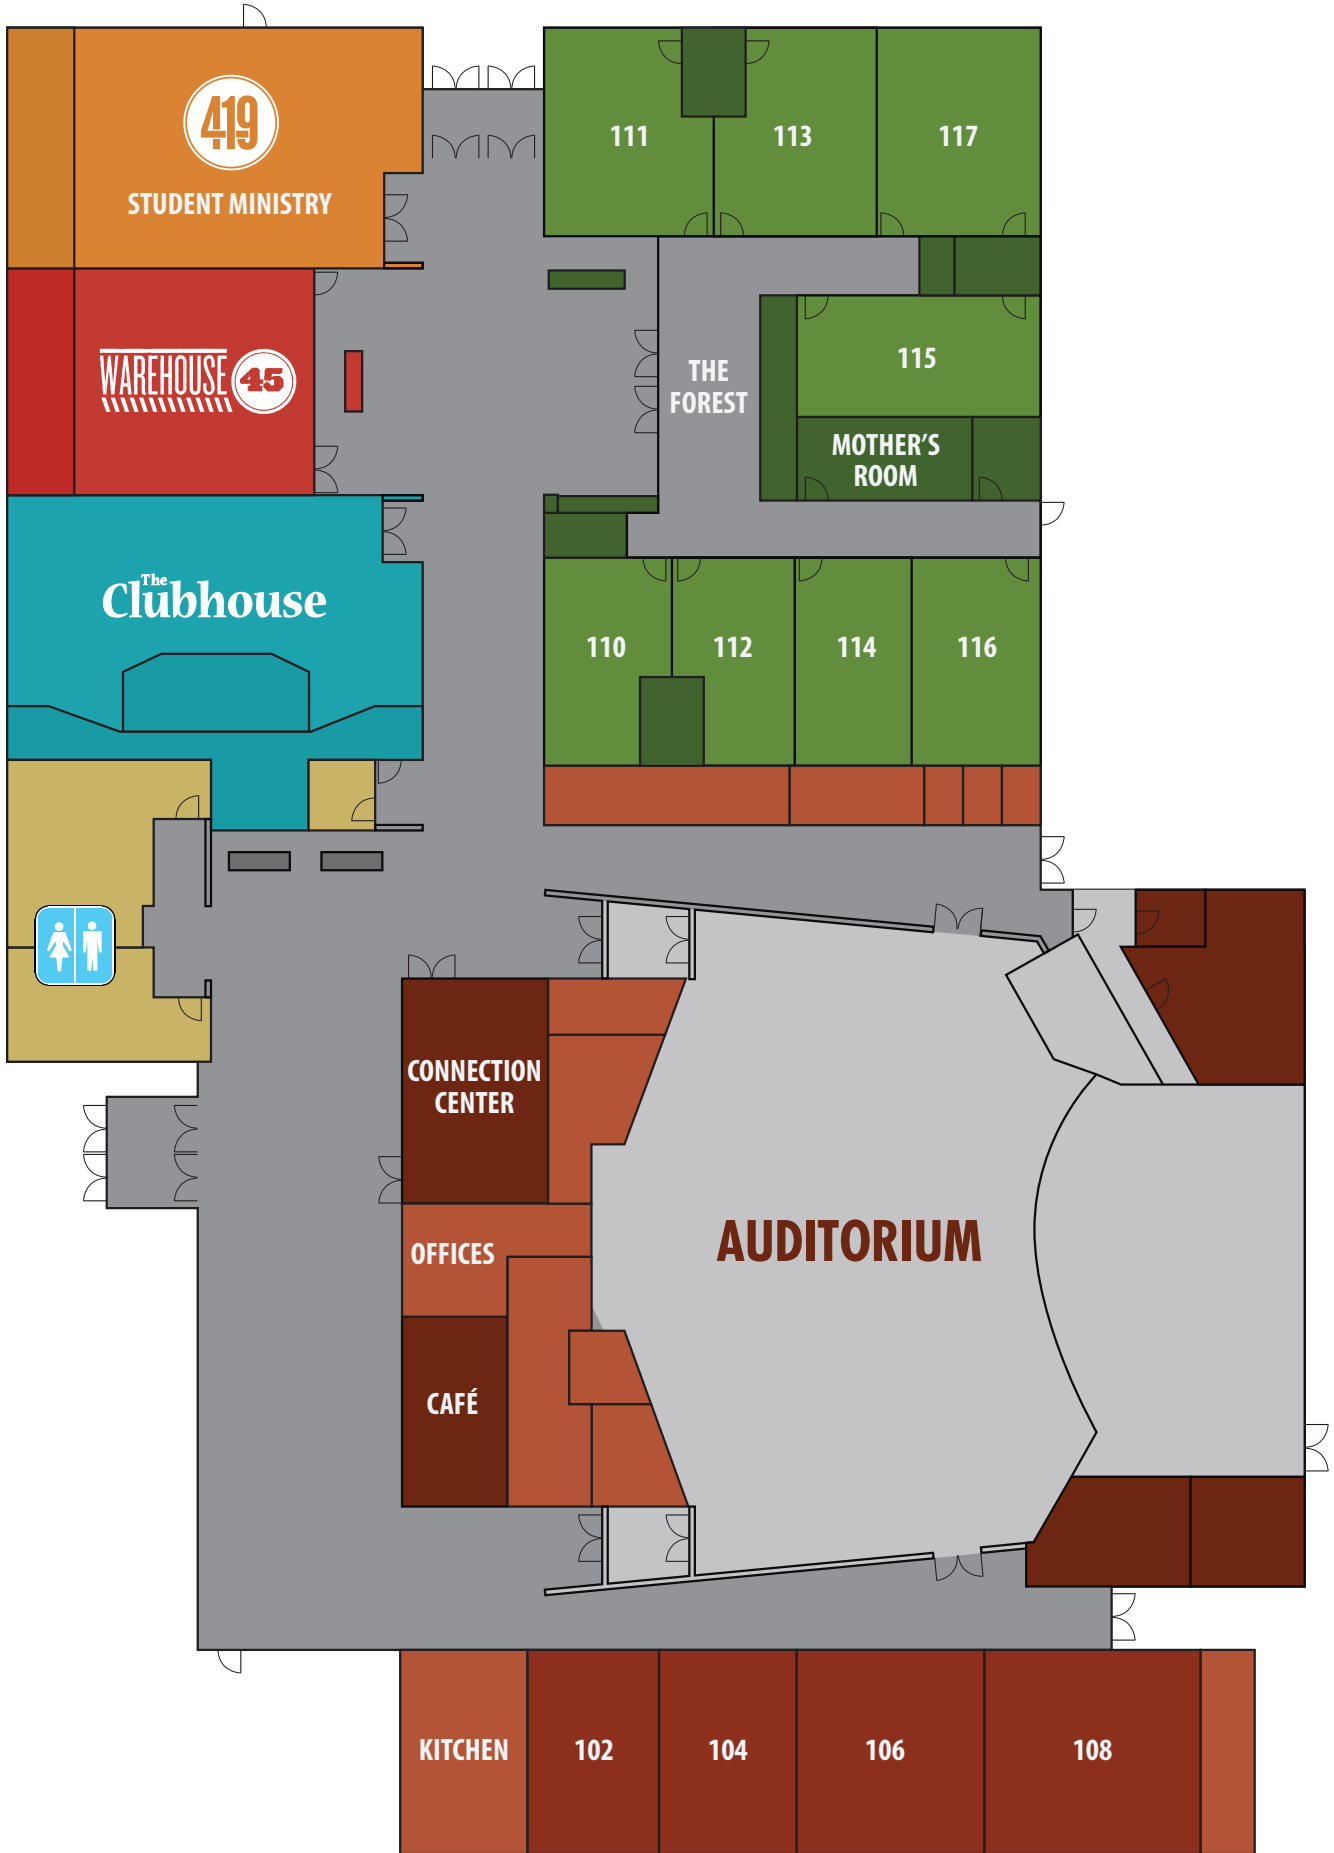 419
STUDENT MINISTRY
111
113
117
WAREHOUSE 45
THE
FOREST
115
MOTHER'S
ROOM
The
Clubhouse
110
112
114
116
CONNECTION
CENTER
OFFICES
AUDITORIUM
CAFÉ
KITCHEN
102
104
106
108